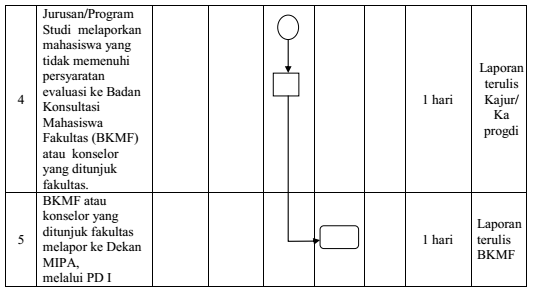 4
Jurusan/Program
Studi melaporkan
mahasiswa yang
tidak memenuhi
persyaratan
evaluasi ke Badan
Konsultasi
Mahasiswa
Fakultas (BKMF)
atau konselor
yang ditunjuk
fakultas.
1 hari
Laporan
terulis
Kajur/
Ka
progdi
5
BKMF atau
konselor yang
ditunjuk fakultas
melapor ke Dekan
MIPA,
melalui PD I
1 hari
Laporan
terulis
BKMF